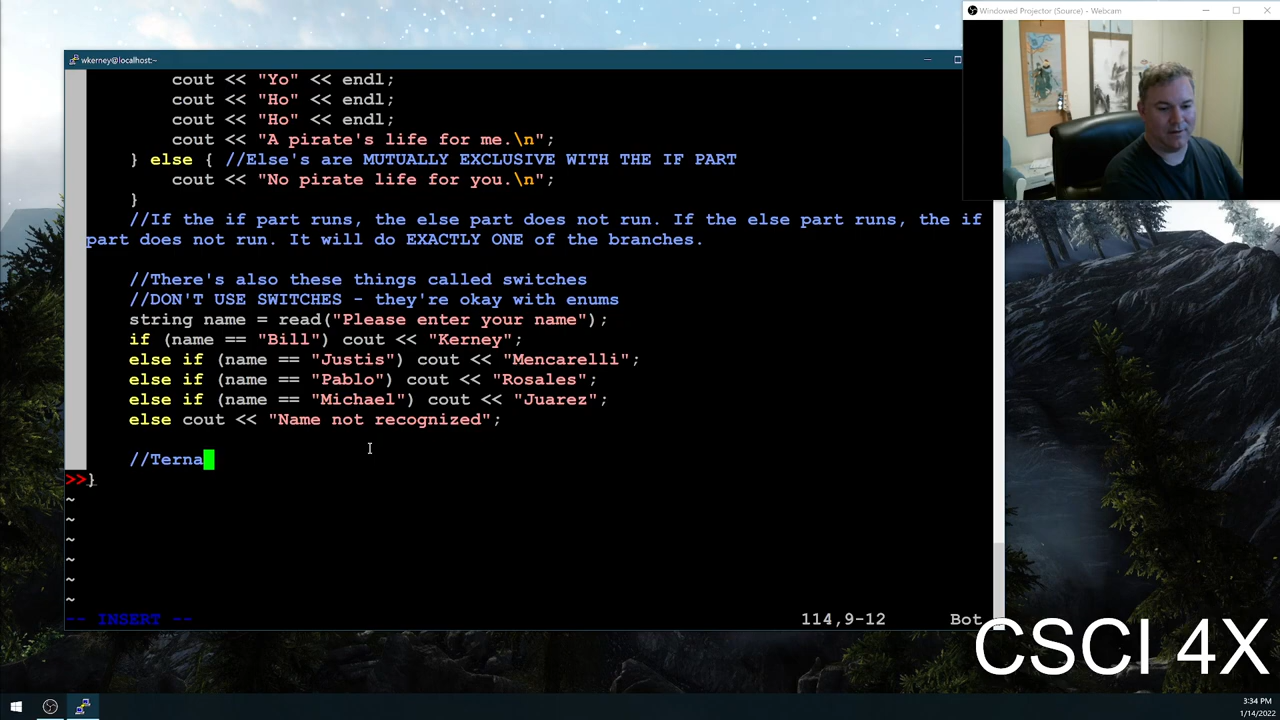 Windowed Projector (Source) - Webcam
wkerney@localhost:~
cout << "Yo" << endl;
cout << "Ho" << endl;
cout << "Ho" << endl;
cout << "A pirate's life for me.\n";
} else { //Else's are MUTUALLY EXCLUSIVE WITH THE IF PART
cout << "No pirate life for you.\n";
}
//If the if part runs, the else part does not run. If the else part runs, the if
part does not run. It will do EXACTLY ONE of the branches.
//There's also these things called switches
//DON'T USE SWITCHES - they're okay with enums
string name = read("Please enter your name");
if (name == "Bill") cout << "Kerney";
else if (name == "Justis") cout << "Mencarelli";
else if (name == "Pablo") cout << "Rosales";
else if (name == "Michael") cout << "Juarez";
else cout << "Name not recognized";
//Terna
>>}
~
~
~
~
~
~
-- INSERT -- 114,9-12 Bot
CSCI 4X
3:34 PM
1/14/2022